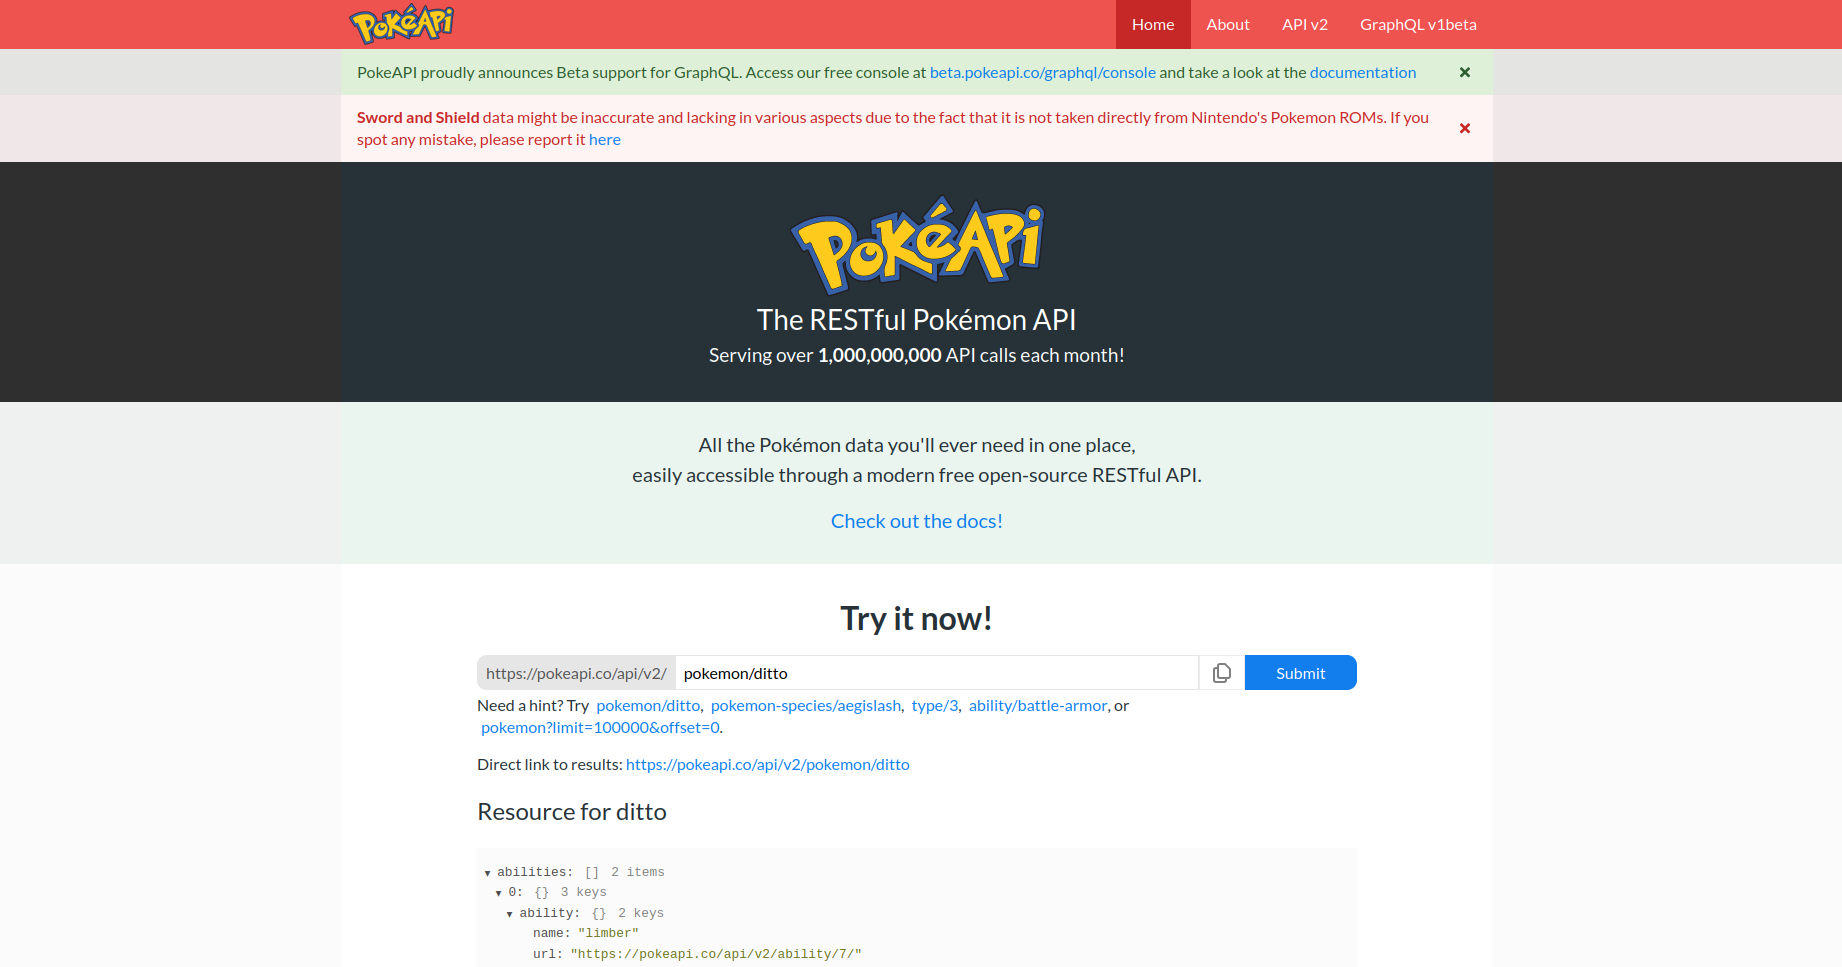 PokéApi
Home
About
API v2
GraphQL v1beta
PokeAPI proudly announces Beta support for GraphQL. Access our free console at beta.pokeapi.co/graphql/console and take a look at the documentation
Sword and Shield data might be inaccurate and lacking in various aspects due to the fact that it is not taken directly from Nintendo's Pokemon ROMs. If you
spot any mistake, please report it here
PokéApi
The RESTful Pokémon API
Serving over 1,000,000,000 API calls each month!
All the Pokémon data you'll ever need in one place,
easily accessible through a modern free open-source RESTful API.
Check out the docs!
Try it now!
https://pokeapi.co/api/v2/ pokemon/ditto Submit
Need a hint? Try pokemon/ditto, pokemon-species/aegislash, type/3, ability/battle-armor, or
pokemon?limit=100000&offset=0.
Direct link to results: https://pokeapi.co/api/v2/pokemon/ditto
Resource for ditto
abilities: [] 2 items
0: {} 3 keys
ability: {} 2 keys
name: "limber"
url: "https://pokeapi.co/api/v2/ability/7/"